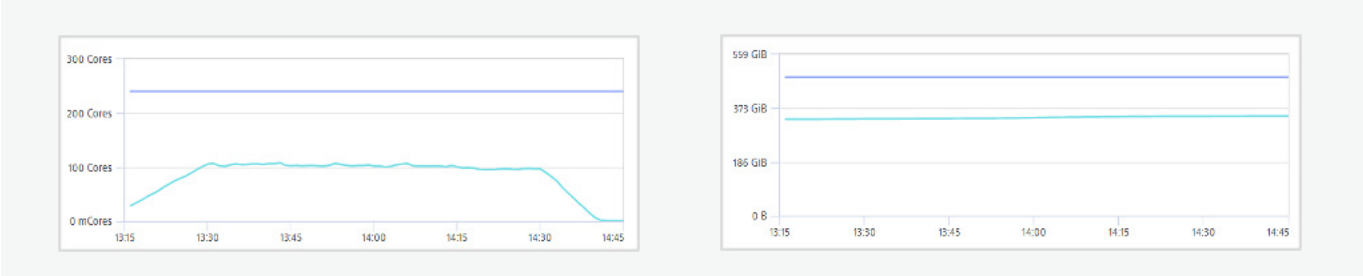 300 Cores
200 Cores
100 Cores
0 mCores
13:15 13:30 13:45 14:00 14:15 14:30 14:45
559 GiB
373 GiB
186 GiB
0 B
13:15 13:30 13:45 14:00 14:15 14:30 14:45